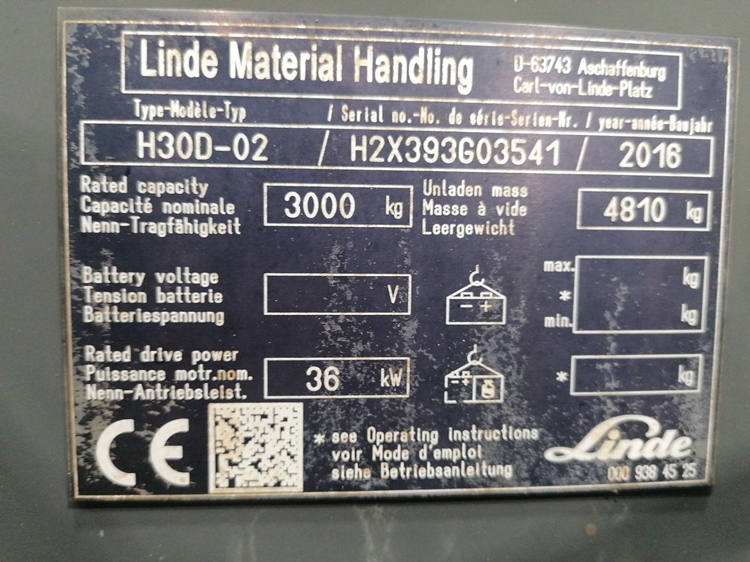 Linde Material Handling
D-63743 Aschaffenburg
Carl-von-Linde-Platz
Type-Modèle-Typ / Serial no.-No. de série-Serien-Nr. / year-année-Baujahr
H30D-02 / H2X393G03541 / 2016
Rated capacity
Capacité nominale
Nenn-Tragfähigkeit
3000 kg
Unladen mass
Masse à vide
Leergewicht
4810 kg
Battery voltage
Tension batterie
Batteriespannung
V
- +
max. kg
*
min. kg
Rated drive power
Puissance motr.nom.
Nenn-Antriebsleist.
36 kW
- +
* kg
CE
* see Operating instructions
voir Mode d'emploi
siehe Betriebsanleitung
Linde
000 938 45 25